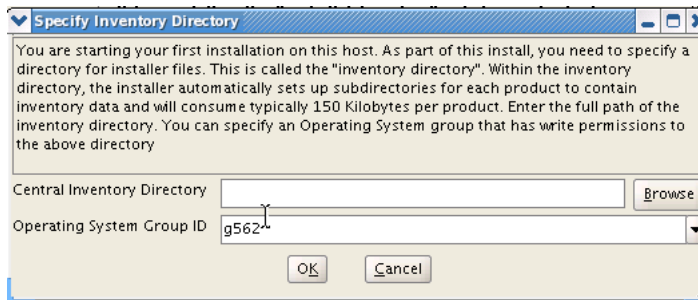 Specify Inventory Directory
You are starting your first installation on this host. As part of this install, you need to specify a
directory for installer files. This is called the "inventory directory". Within the inventory
directory, the installer automatically sets up subdirectories for each product to contain
inventory data and will consume typically 150 Kilobytes per product. Enter the full path of the
inventory directory. You can specify an Operating System group that has write permissions to
the above directory
Central Inventory Directory
Browse
Operating System Group ID
g562
OK
Cancel